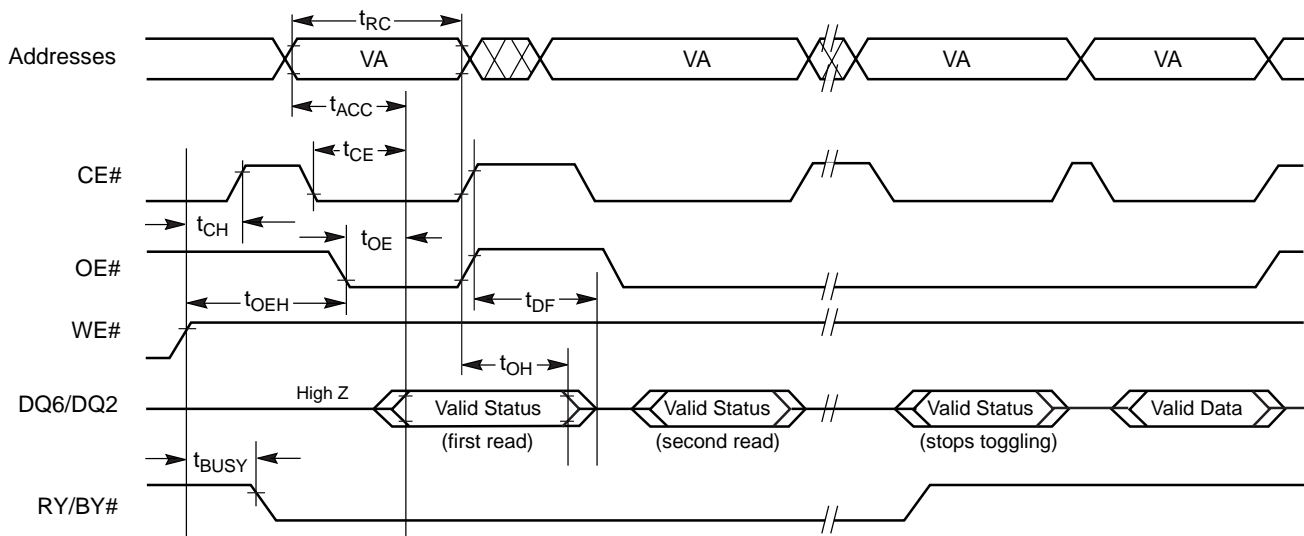 tRC
Addresses VA VA VA VA
tACC
tCE
CE#
tCH tOE
OE#
tOEH tDF
WE#
tOH
High Z
DQ6/DQ2 Valid Status Valid Status Valid Status Valid Data
(first read) (second read) (stops toggling)
tBUSY
RY/BY#